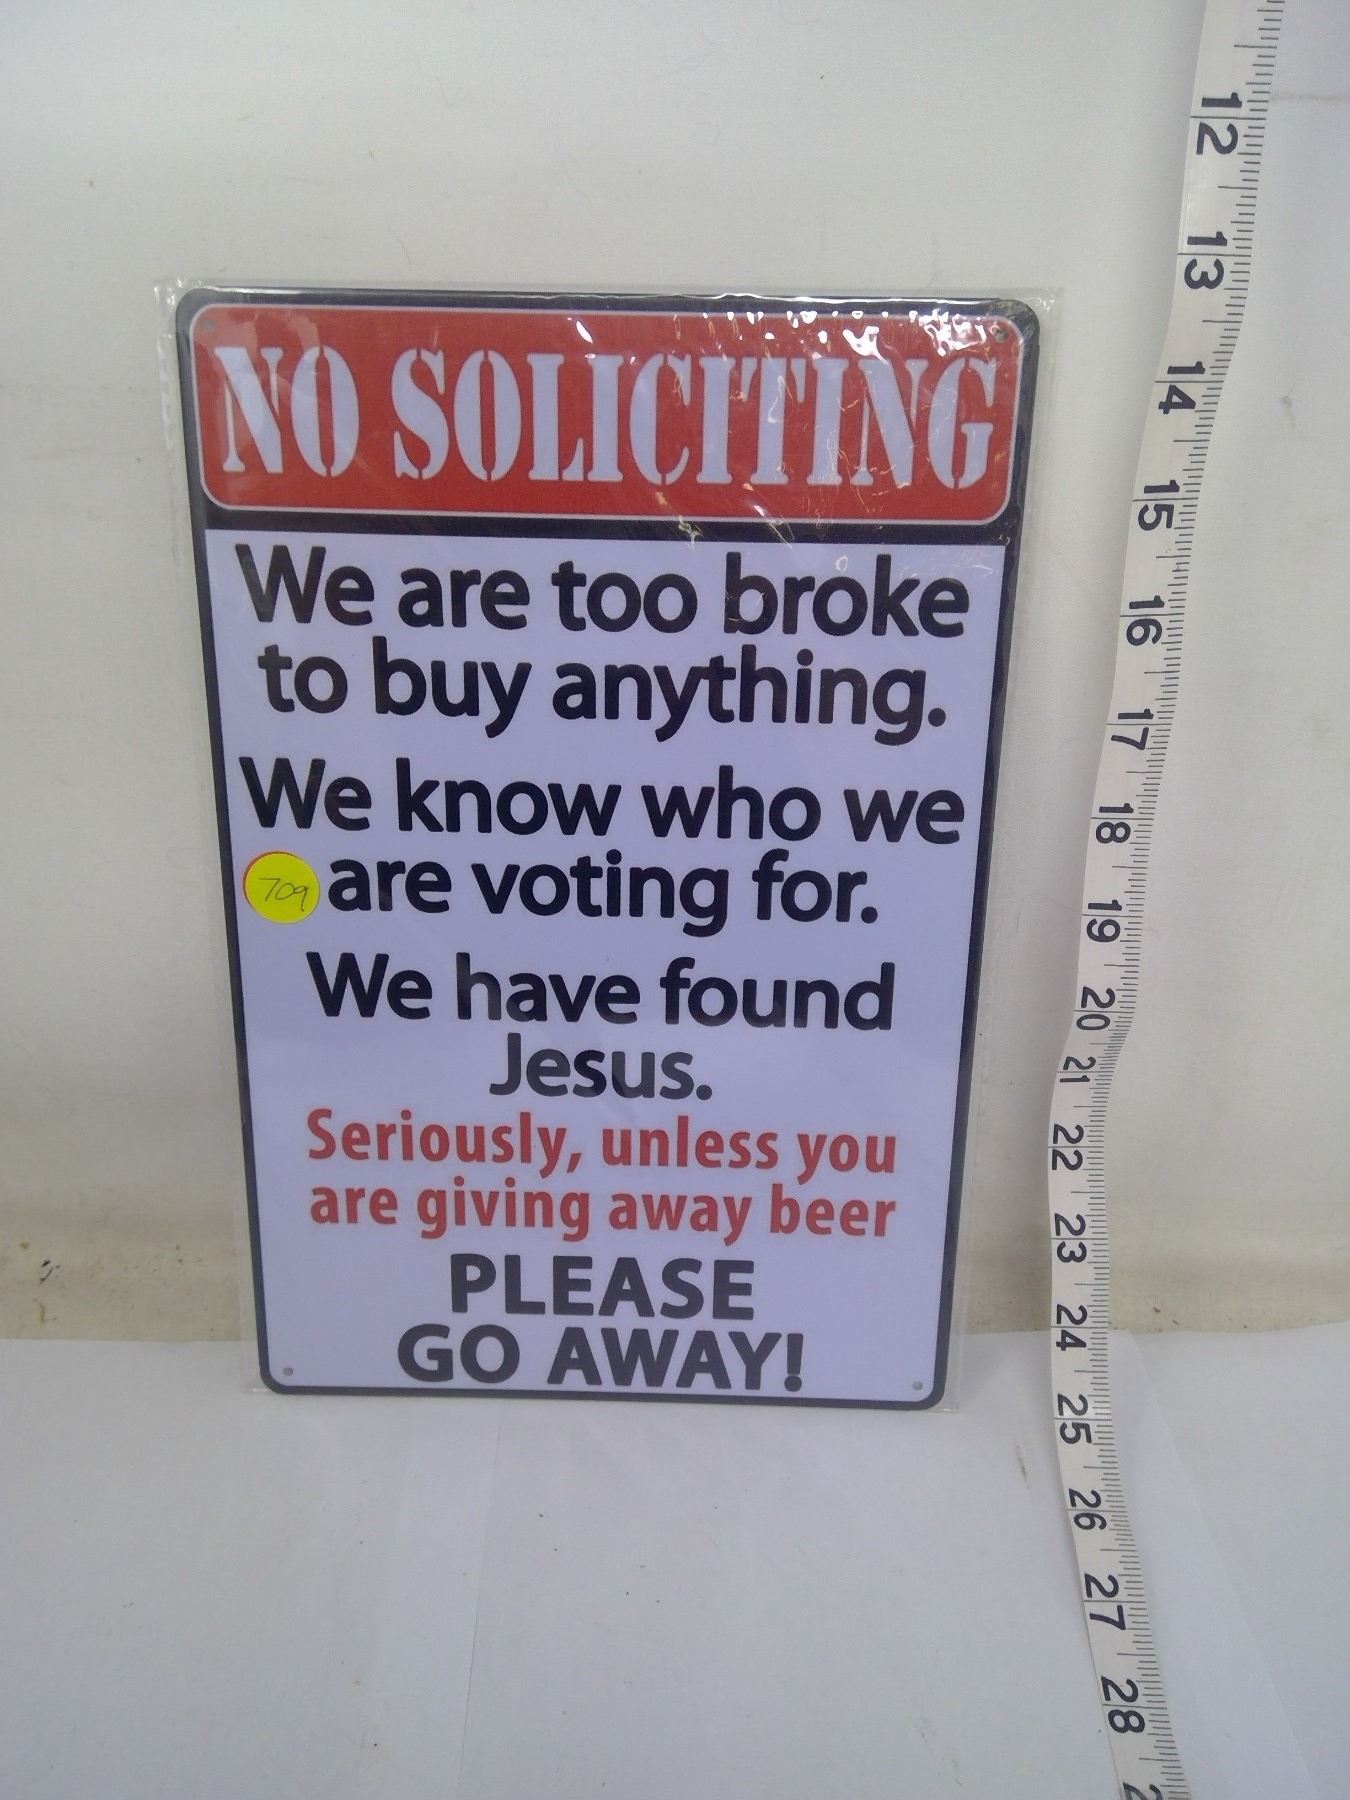 NO SOLICITING
We are too broke
to buy anything.
We know who we
are voting for.
709
We have found
Jesus.
Seriously, unless you
are giving away beer
PLEASE
GO AWAY!
12
13
14
15
16
17
18
19
20
21
22
23
24
25
26
27
28